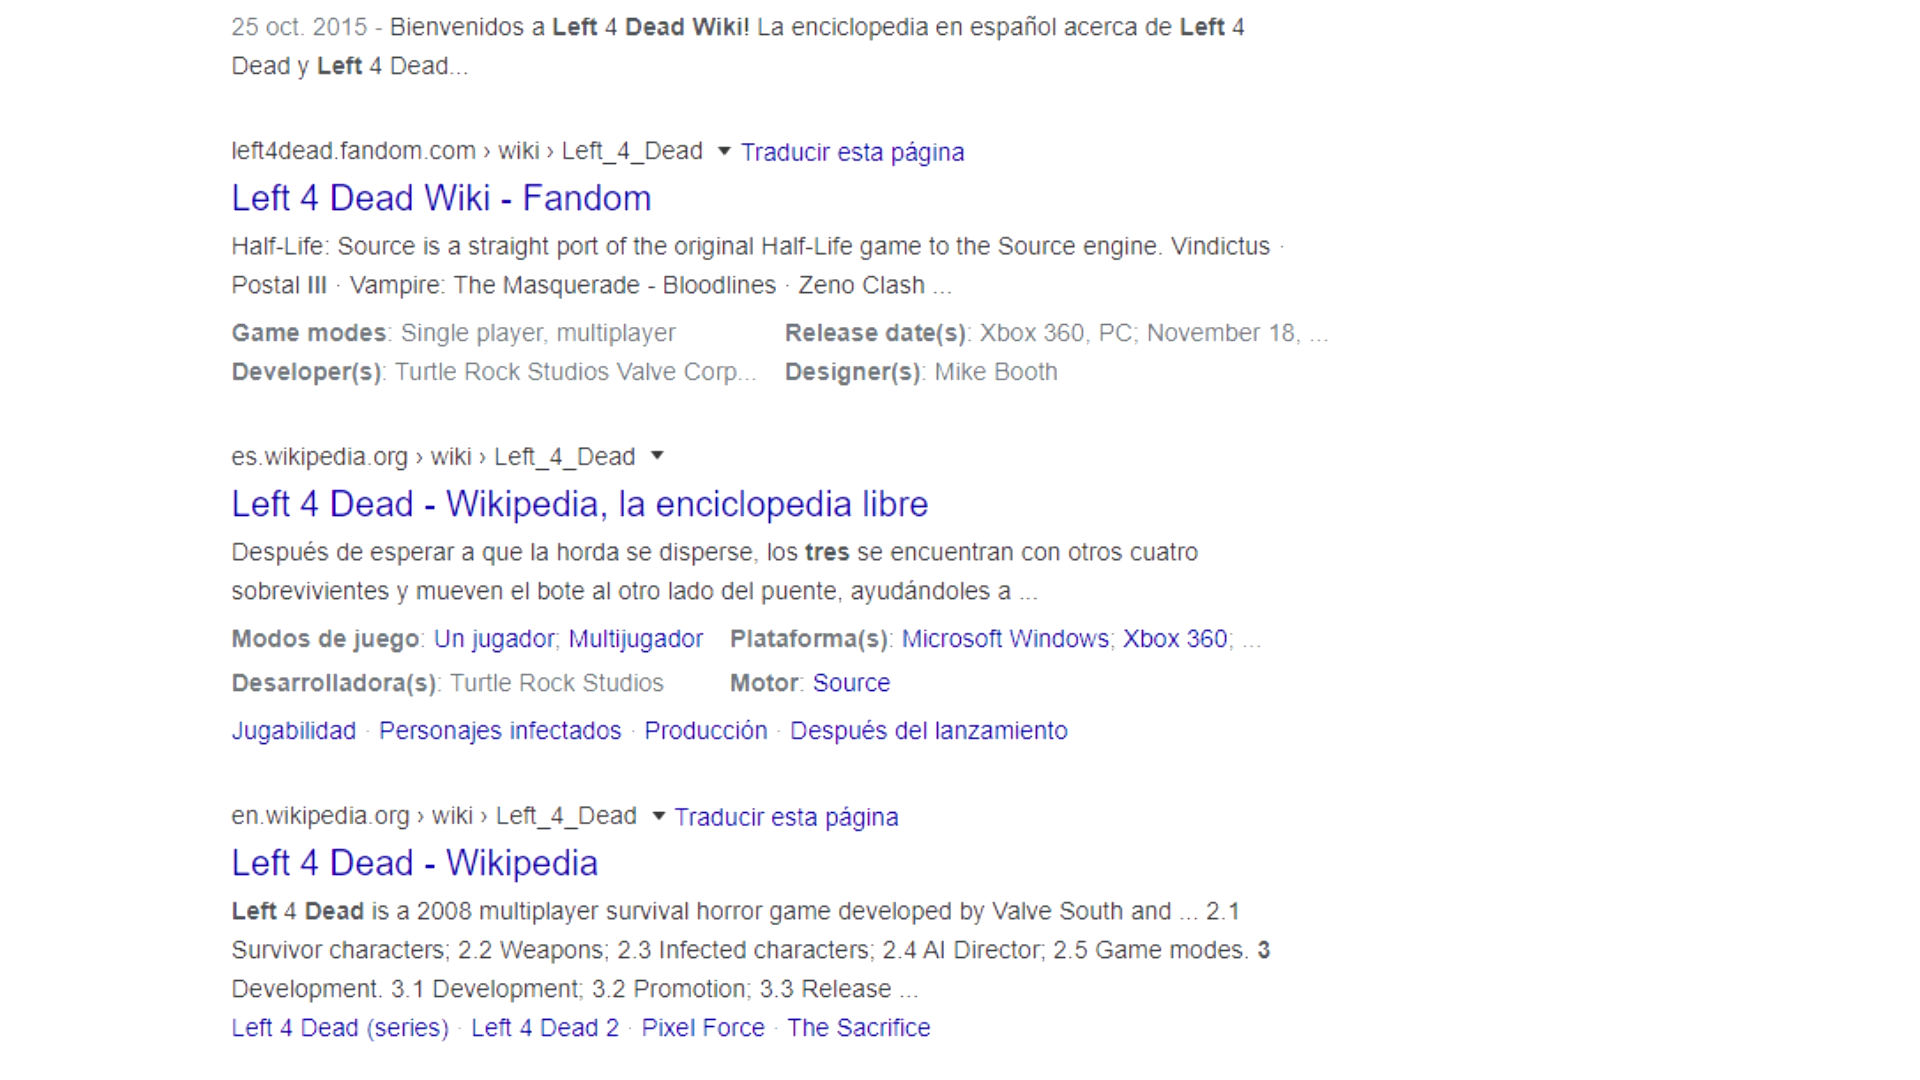 25 oct. 2015 - Bienvenidos a Left 4 Dead Wiki! La enciclopedia en español acerca de Left 4
Dead y Left 4 Dead...
left4dead.fandom.com › wiki › Left_4_Dead ▼ Traducir esta página
Left 4 Dead Wiki - Fandom
Half-Life: Source is a straight port of the original Half-Life game to the Source engine. Vindictus ·
Postal III · Vampire: The Masquerade - Bloodlines · Zeno Clash ...
Game modes: Single player, multiplayer Release date(s): Xbox 360, PC; November 18, ...
Developer(s): Turtle Rock Studios Valve Corp... Designer(s): Mike Booth
es.wikipedia.org › wiki › Left_4_Dead ▼
Left 4 Dead - Wikipedia, la enciclopedia libre
Después de esperar a que la horda se disperse, los tres se encuentran con otros cuatro
sobrevivientes y mueven el bote al otro lado del puente, ayudándoles a ...
Modos de juego: Un jugador; Multijugador Plataforma(s): Microsoft Windows; Xbox 360; ...
Desarrolladora(s): Turtle Rock Studios Motor: Source
Jugabilidad · Personajes infectados · Producción · Después del lanzamiento
en.wikipedia.org › wiki › Left_4_Dead ▼ Traducir esta página
Left 4 Dead - Wikipedia
Left 4 Dead is a 2008 multiplayer survival horror game developed by Valve South and ... 2.1
Survivor characters; 2.2 Weapons; 2.3 Infected characters; 2.4 AI Director; 2.5 Game modes. 3
Development. 3.1 Development; 3.2 Promotion; 3.3 Release ...
Left 4 Dead (series) · Left 4 Dead 2 · Pixel Force · The Sacrifice